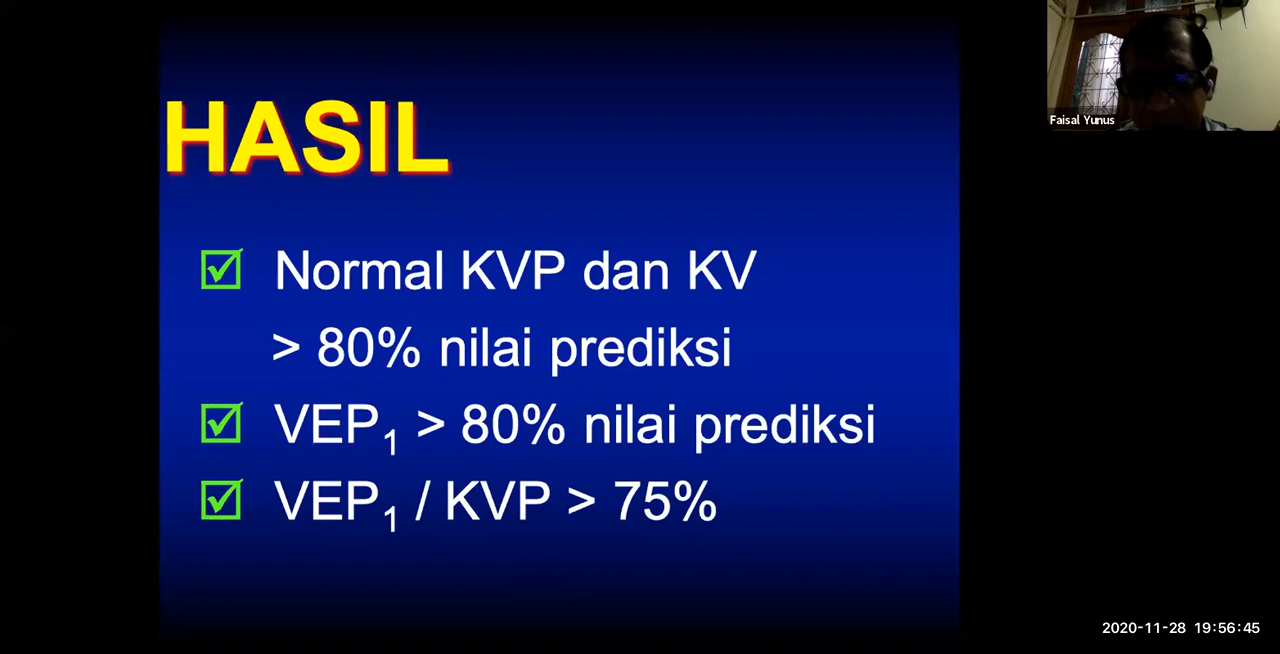 HASIL
Normal KVP dan KV
> 80% nilai prediksi
VEP₁ > 80% nilai prediksi
VEP₁ / KVP > 75%
Faisal Yunus
2020-11-28 19:56:45